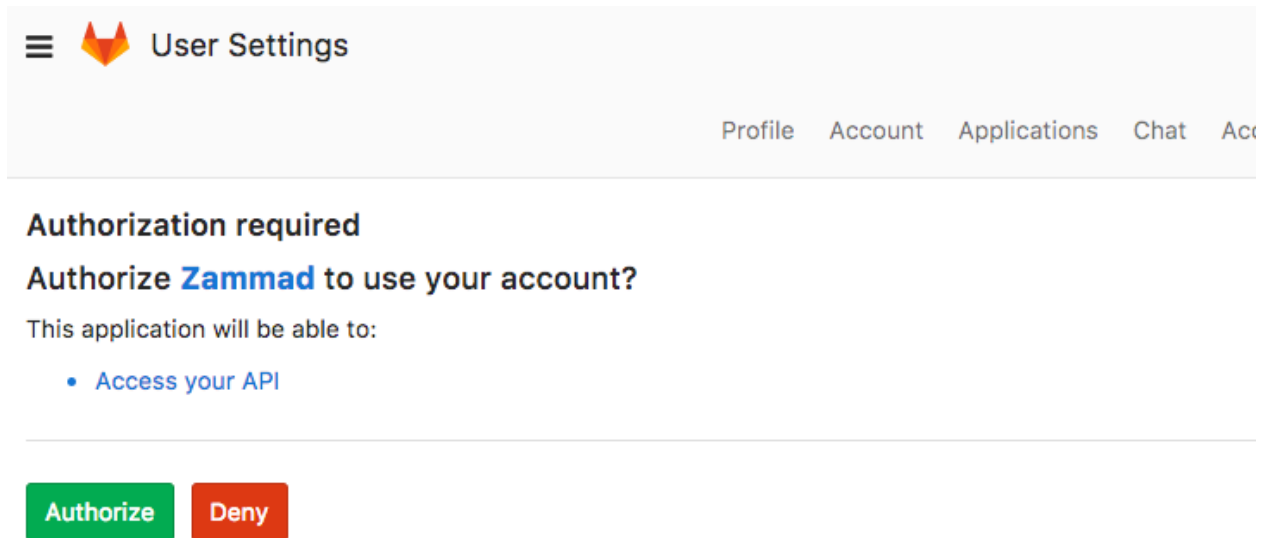 User Settings
Profile Account Applications Chat
Authorization required
Authorize Zammad to use your account?
This application will be able to:
• Access your API
Authorize Deny